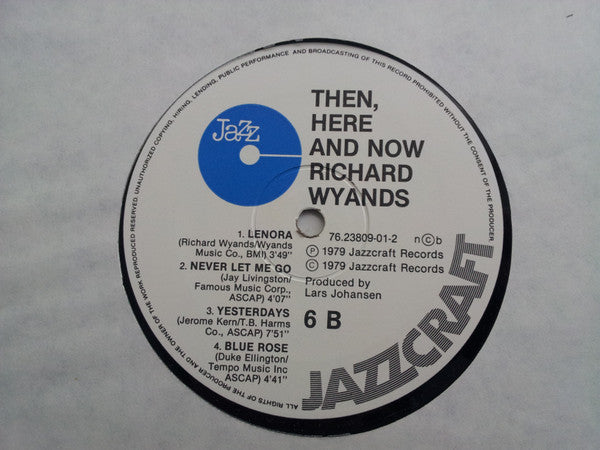 ALL RIGHTS OF THE PRODUCER AND THE OWNER OF THE WORK REPRODUCED RESERVED. UNAUTHORIZED COPYING, HIRING, LENDING, PUBLIC PERFORMANCE AND BROADCASTING OF THIS RECORD PROHIBITED WITHOUT THE CONSENT OF THE PRODUCER
Jazz
THEN,
HERE
AND NOW
RICHARD
WYANDS
1. LENORA
(Richard Wyands/Wyands
Music Co., BMI) 3'49"
2. NEVER LET ME GO
(Jay Livingston/
Famous Music Corp.,
ASCAP) 4'07"
3. YESTERDAYS
(Jerome Kern/T.B. Harms
Co., ASCAP) 7'51"
4. BLUE ROSE
(Duke Ellington/
Tempo Music Inc
ASCAP) 4'41"
76.23809-01-2 n©b
℗ 1979 Jazzcraft Records
© 1979 Jazzcraft Records
Produced by
Lars Johansen
6 B
JAZZCRAFT